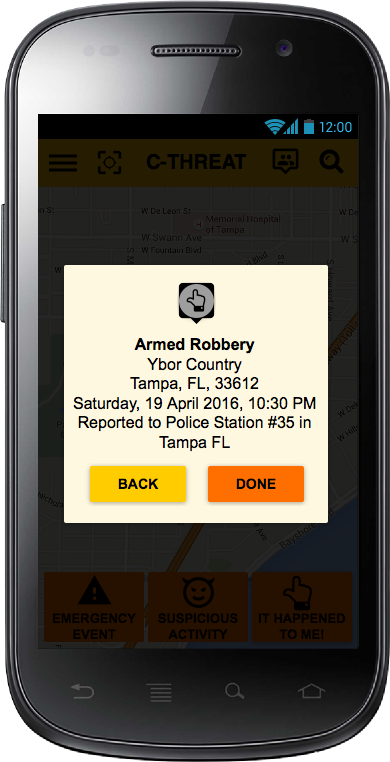 12:00
C-THREAT
W De Leon St
Memorial Hospital
of Tampa
W Swann Ave
W Fountain Blvd
Armed Robbery
Ybor Country
Tampa, FL, 33612
Saturday, 19 April 2016, 10:30 PM
Reported to Police Station #35 in
Tampa FL
BACK
DONE
EMERGENCY
EVENT
SUSPICIOUS
ACTIVITY
IT HAPPENED
TO ME!